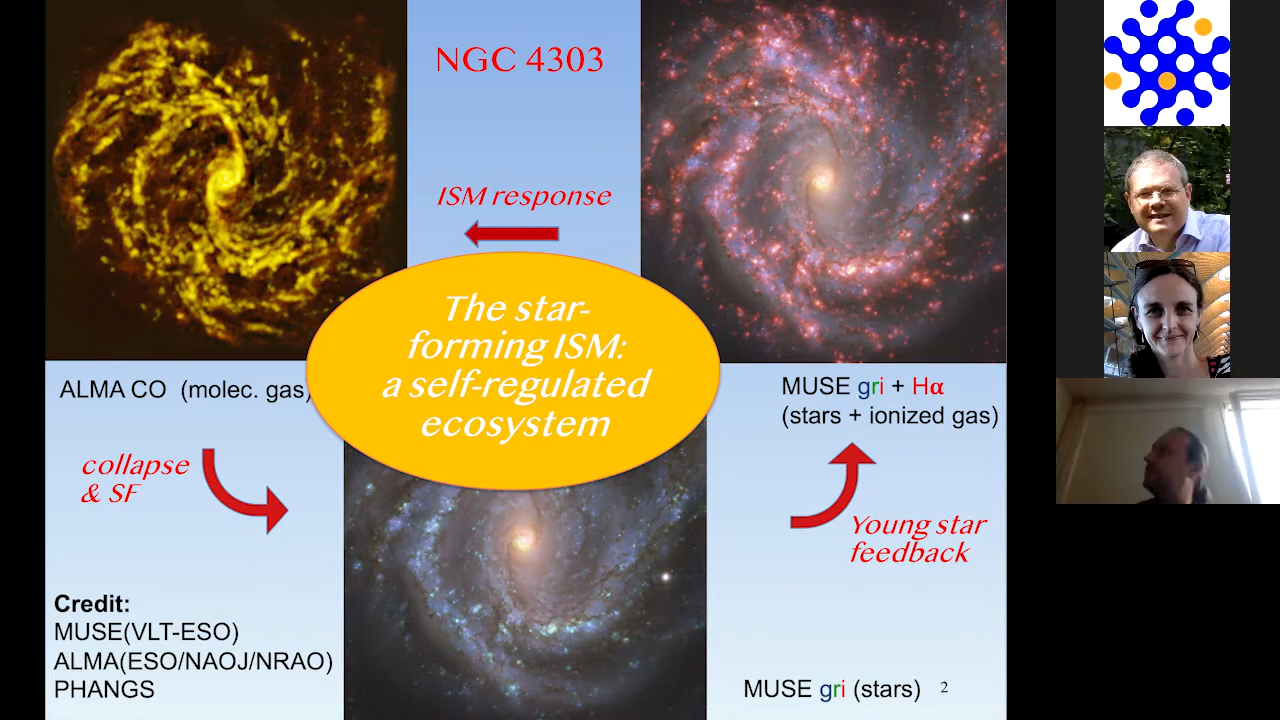 NGC 4303
ISM response
The star-
forming ISM:
a self-regulated
ecosystem
ALMA CO (molec. gas)
MUSE gri + Hα
(stars + ionized gas)
collapse
& SF
Young star
feedback
Credit:
MUSE(VLT-ESO)
ALMA(ESO/NAOJ/NRAO)
PHANGS
MUSE gri (stars) 2